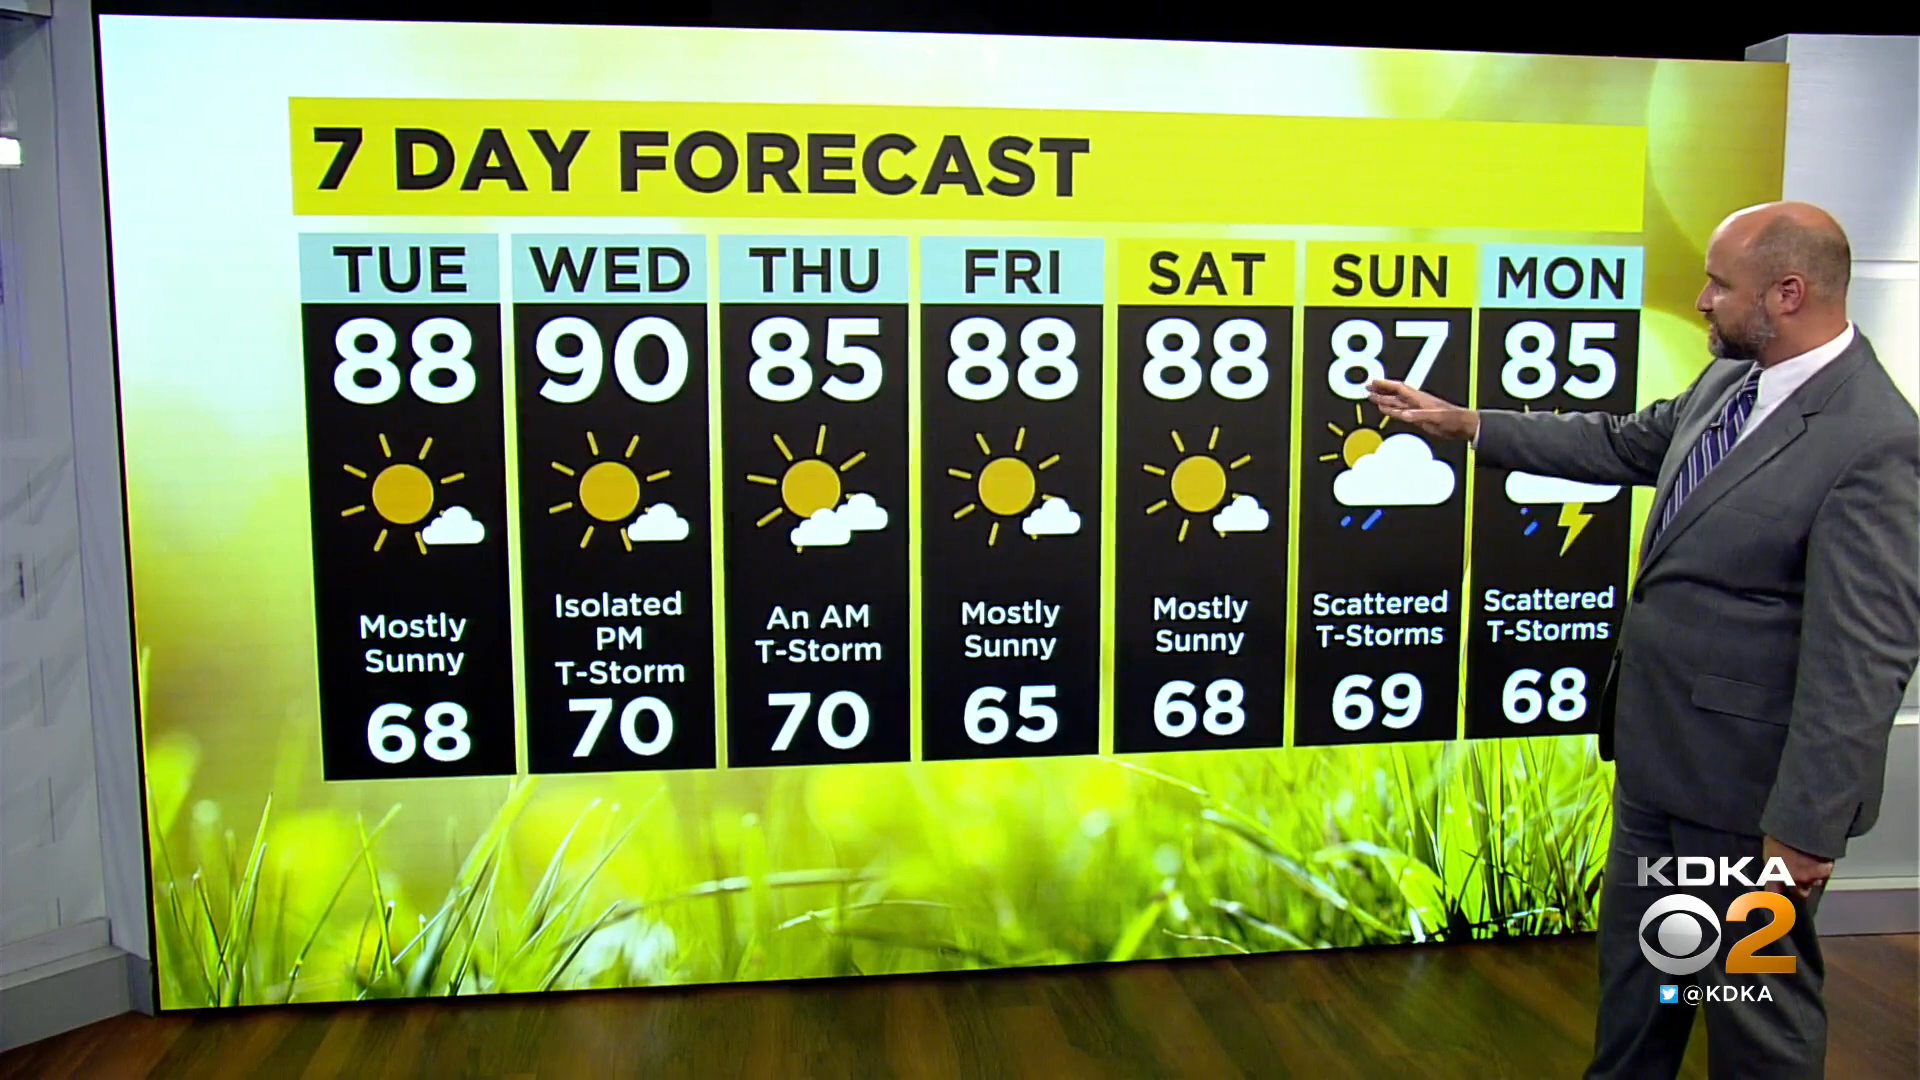 7 DAY FORECAST
TUE WED THU FRI SAT SUN MON
88 90 85 88 88 87 85
Mostly
Sunny
Isolated
PM
T-Storm
An AM
T-Storm
Mostly
Sunny
Mostly
Sunny
Scattered
T-Storms
Scattered
T-Storms
68 70 70 65 68 69 68
KDKA
2
@KDKA